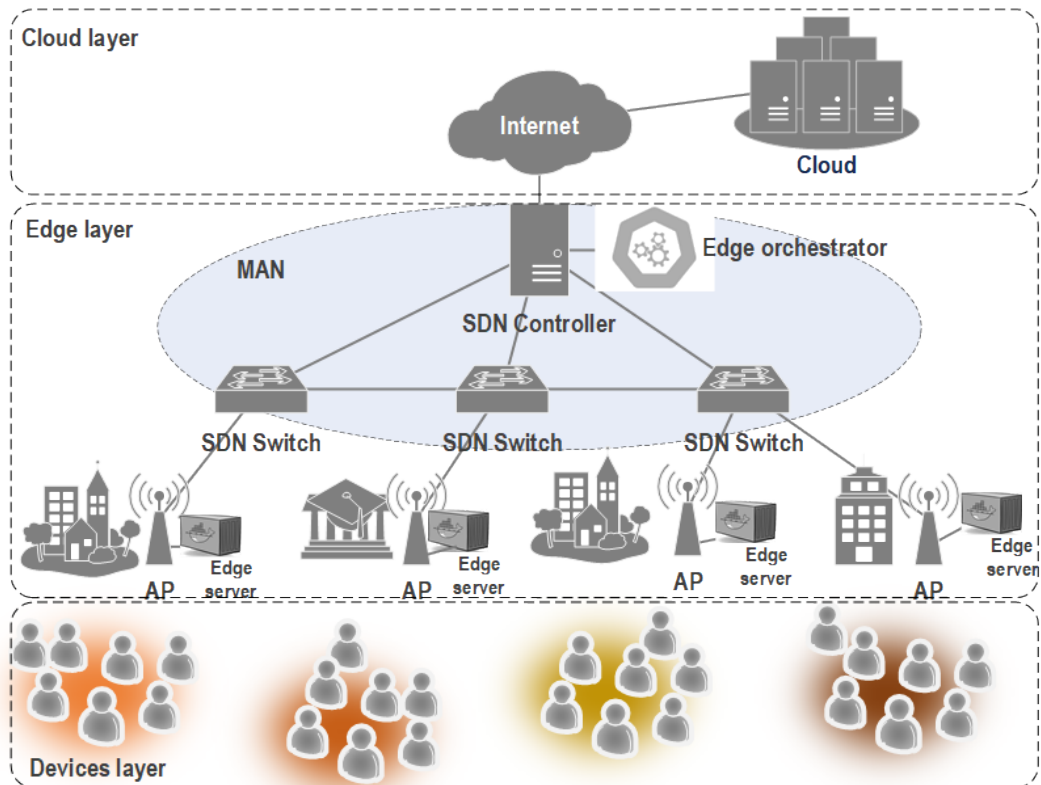 Cloud layer
Internet
Cloud
Edge layer
MAN
Edge orchestrator
SDN Controller
SDN Switch
SDN Switch
SDN Switch
AP
Edge
server
AP
Edge
server
AP
Edge
server
AP
Edge
server
Devices layer